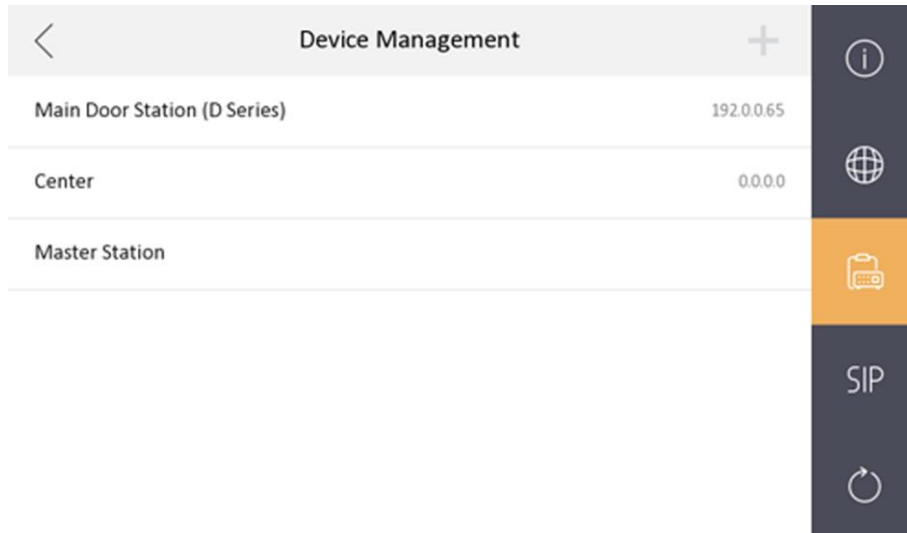 Device Management
Main Door Station (D Series) 192.0.0.65
Center 0.0.0.0
Master Station
SIP